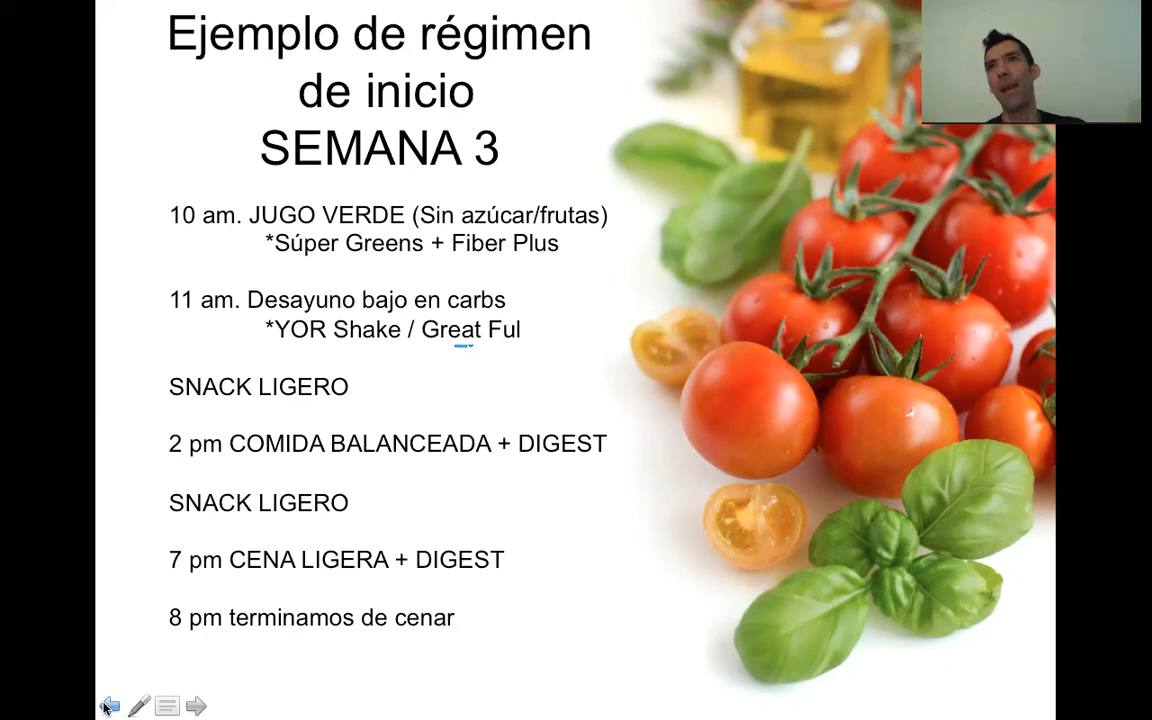 Ejemplo de régimen
de inicio
SEMANA 3
10 am. JUGO VERDE (Sin azúcar/frutas)
*Súper Greens + Fiber Plus
11 am. Desayuno bajo en carbs
*YOR Shake / Great Ful
SNACK LIGERO
2 pm COMIDA BALANCEADA + DIGEST
SNACK LIGERO
7 pm CENA LIGERA + DIGEST
8 pm terminamos de cenar